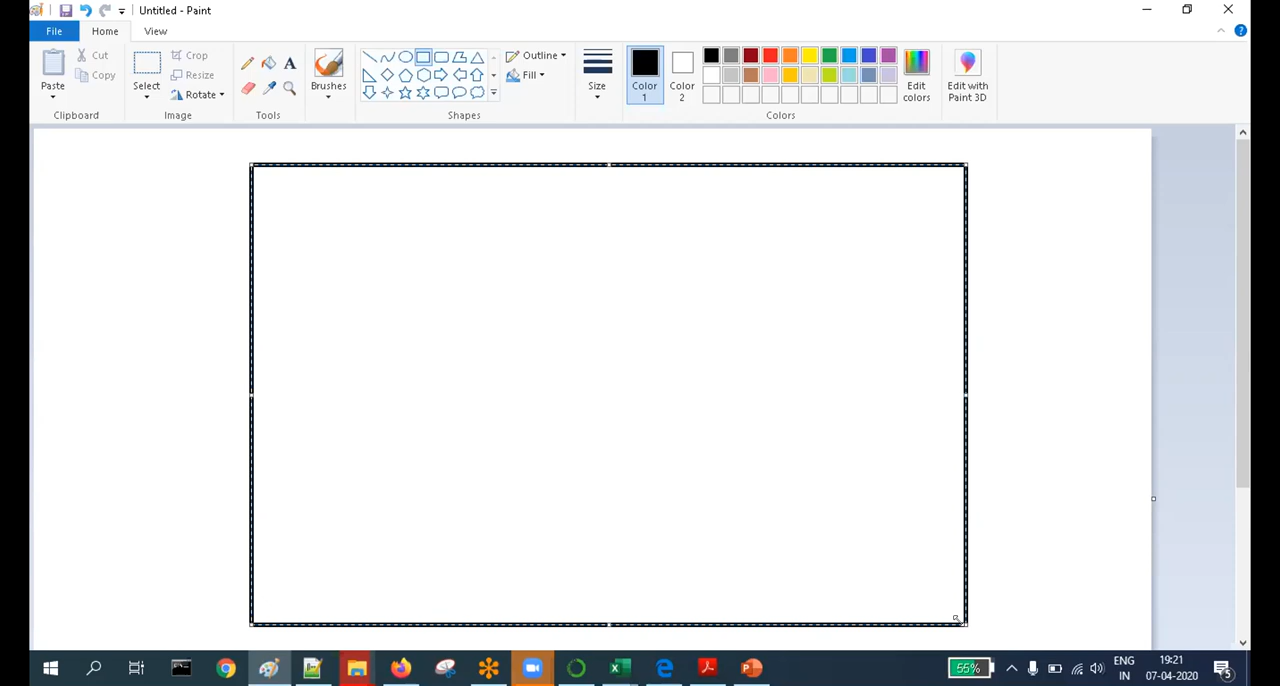 Untitled - Paint
File
Home
View
Paste
Cut
Copy
Clipboard
Select
Crop
Resize
Rotate
Image
A
Tools
Brushes
Outline
Fill
Shapes
Size
Color
1
Color
2
Edit
colors
Colors
Edit with
Paint 3D
55%
ENG
IN
19:21
07-04-2020
5